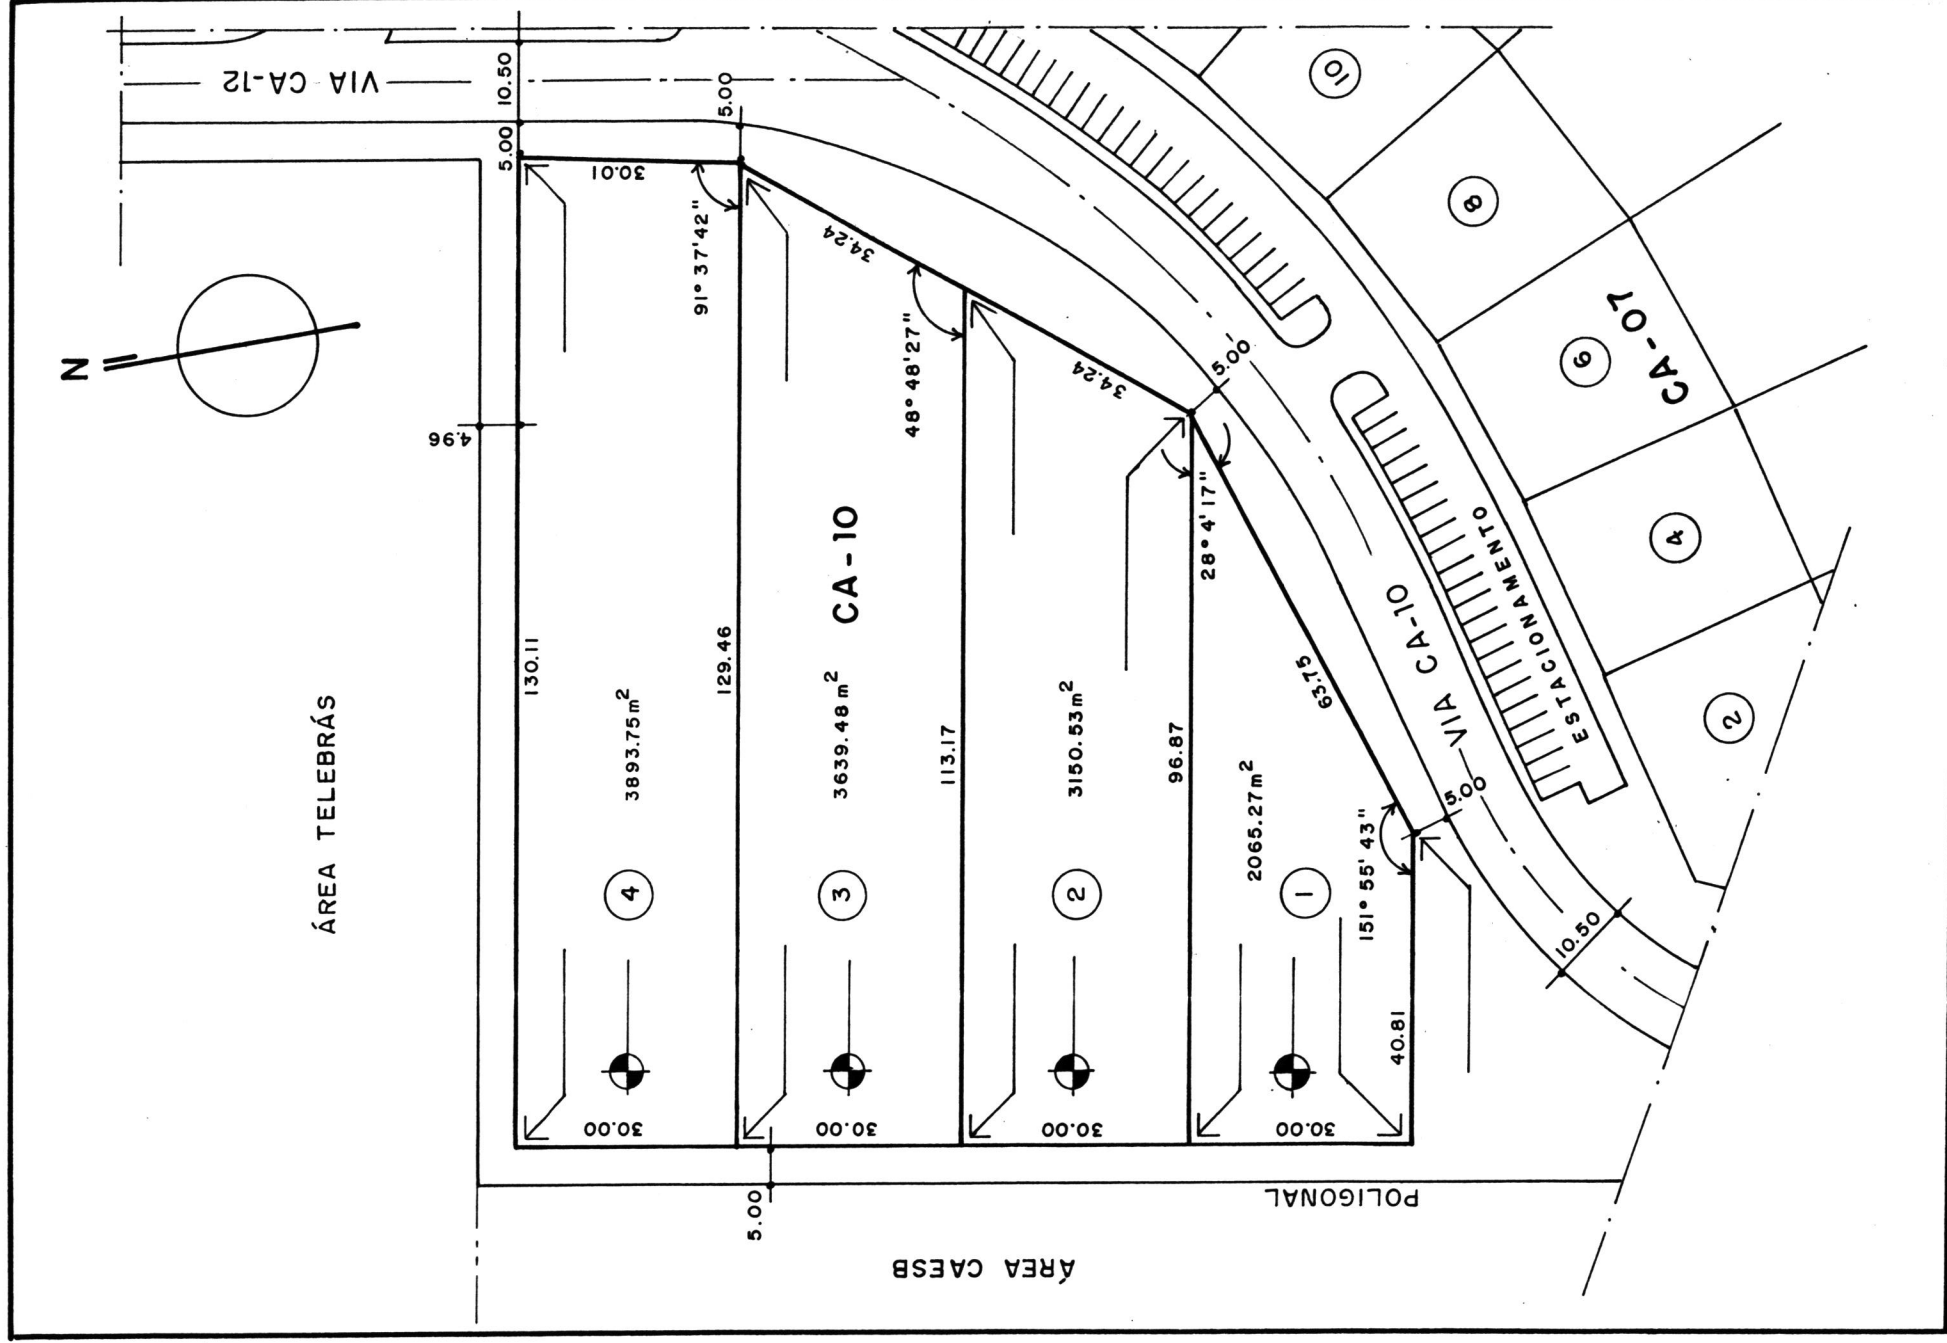 VIA CA-12
10.50
5.00
5.00
30.01
91° 37'42"
34.24
48° 48'27"
34.24
5.00
28° 4' 17"
N
4.96
ÁREA TELEBRÁS
130.11
3893.75m²
4
30.00
129.46
CA-10
3639.48m²
3
30.00
113.17
3150.53m²
2
30.00
96.87
2065.27m²
1
30.00
63.75
151° 55' 43"
40.81
5.00
VIA CA-10
ESTACIONAMENTO
10.50
10
8
6
CA-07
4
2
5.00
POLIGONAL
ÁREA CAESB